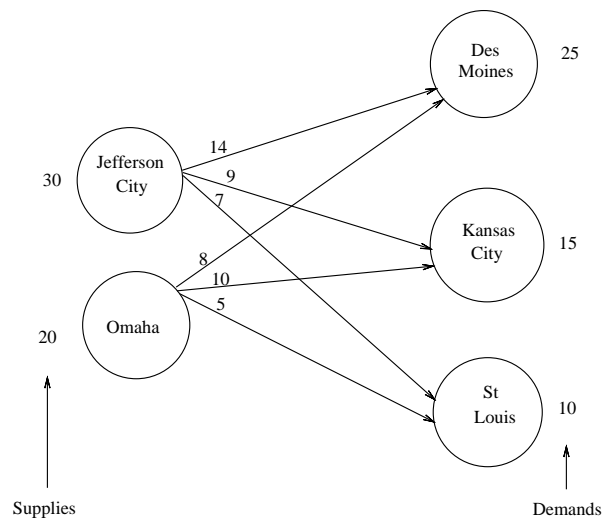 Des
Moines
25
14
Jefferson
City
30
9
7
Kansas
City
15
8
10
Omaha
5
20
St
Louis
10
Supplies
Demands